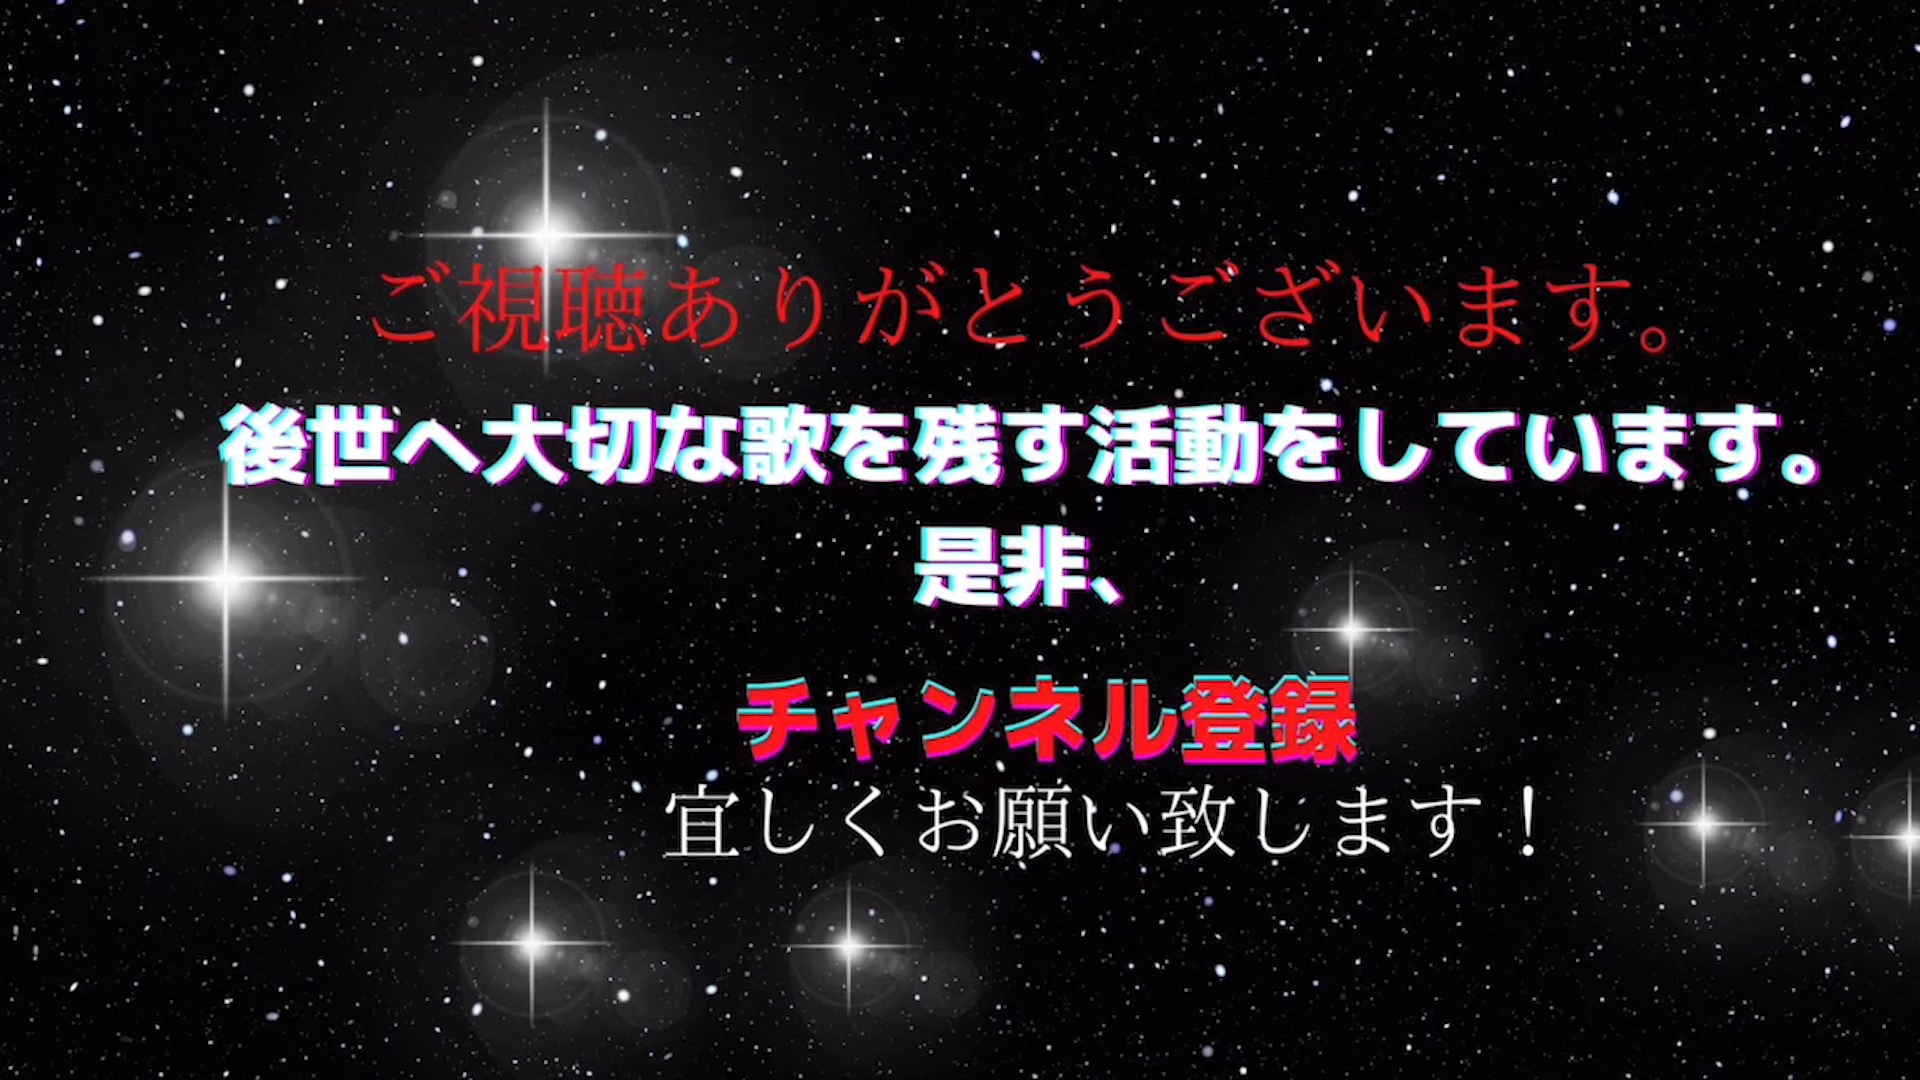 ご視聴ありがとうございます。
後世へ大切な歌を残す活動をしています。
是非、
チャンネル登録
宜しくお願い致します！